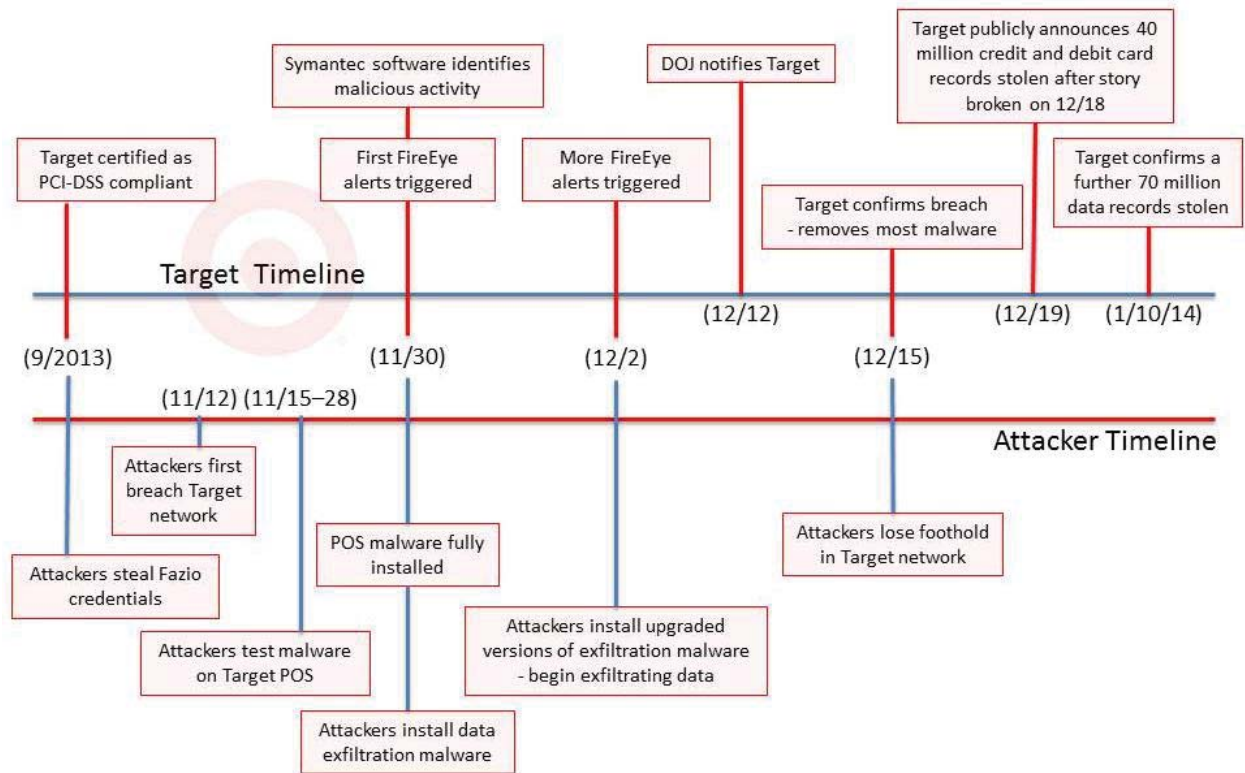 Target publicly announces 40
million credit and debit card
records stolen after story
broken on 12/18
Symantec software identifies
malicious activity
DOJ notifies Target
Target certified as
PCI-DSS compliant
First FireEye
alerts triggered
More FireEye
alerts triggered
Target confirms breach
- removes most malware
Target confirms a
further 70 million
data records stolen
Target Timeline
(12/12)
(12/19)
(1/10/14)
(9/2013)
(11/30)
(12/2)
(12/15)
(11/12)
(11/15–28)
Attacker Timeline
Attackers first
breach Target
network
Attackers steal Fazio
credentials
POS malware fully
installed
Attackers lose foothold
in Target network
Attackers test malware
on Target POS
Attackers install upgraded
versions of exfiltration malware
- begin exfiltrating data
Attackers install data
exfiltration malware